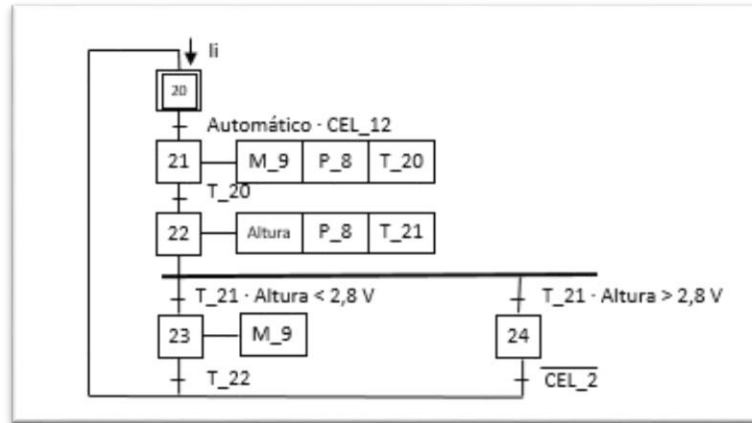 Ii
20
Automático · CEL_12
21 M_9 P_8 T_20
T_20
22 Altura P_8 T_21
T_21 · Altura < 2,8 V T_21 · Altura > 2,8 V
23 M_9 24
T_22 C̅E̅L̅_̅2̅